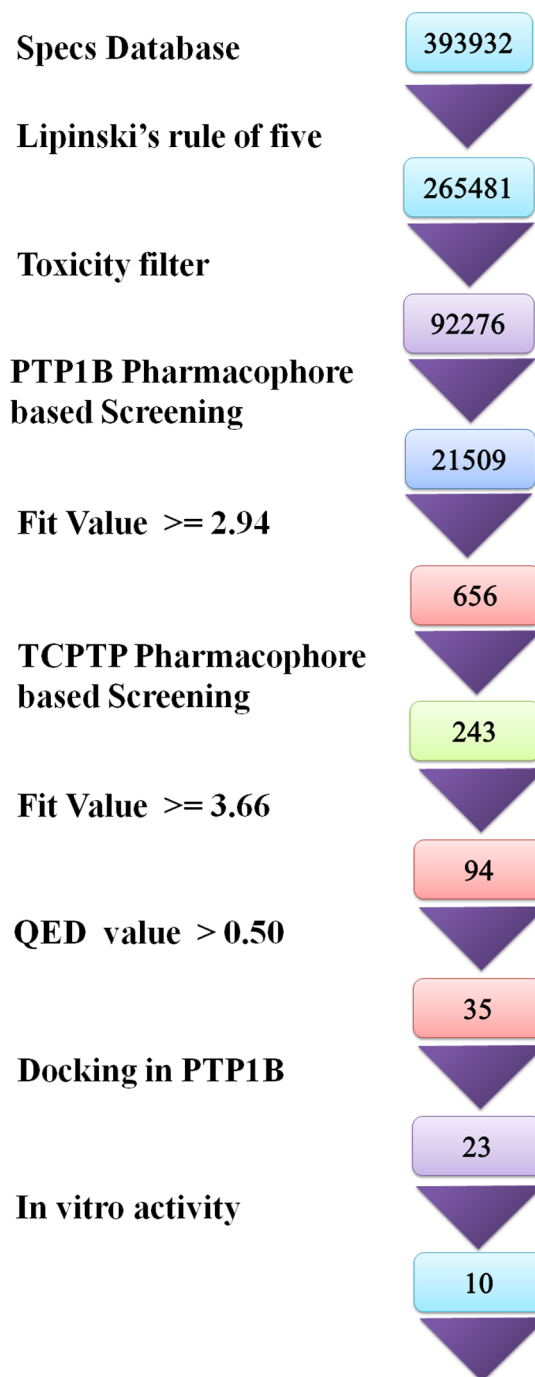 Specs Database
393932
Lipinski's rule of five
265481
Toxicity filter
92276
PTP1B Pharmacophore
based Screening
21509
Fit Value >= 2.94
656
TCPTP Pharmacophore
based Screening
243
Fit Value >= 3.66
94
QED value > 0.50
35
Docking in PTP1B
23
In vitro activity
10